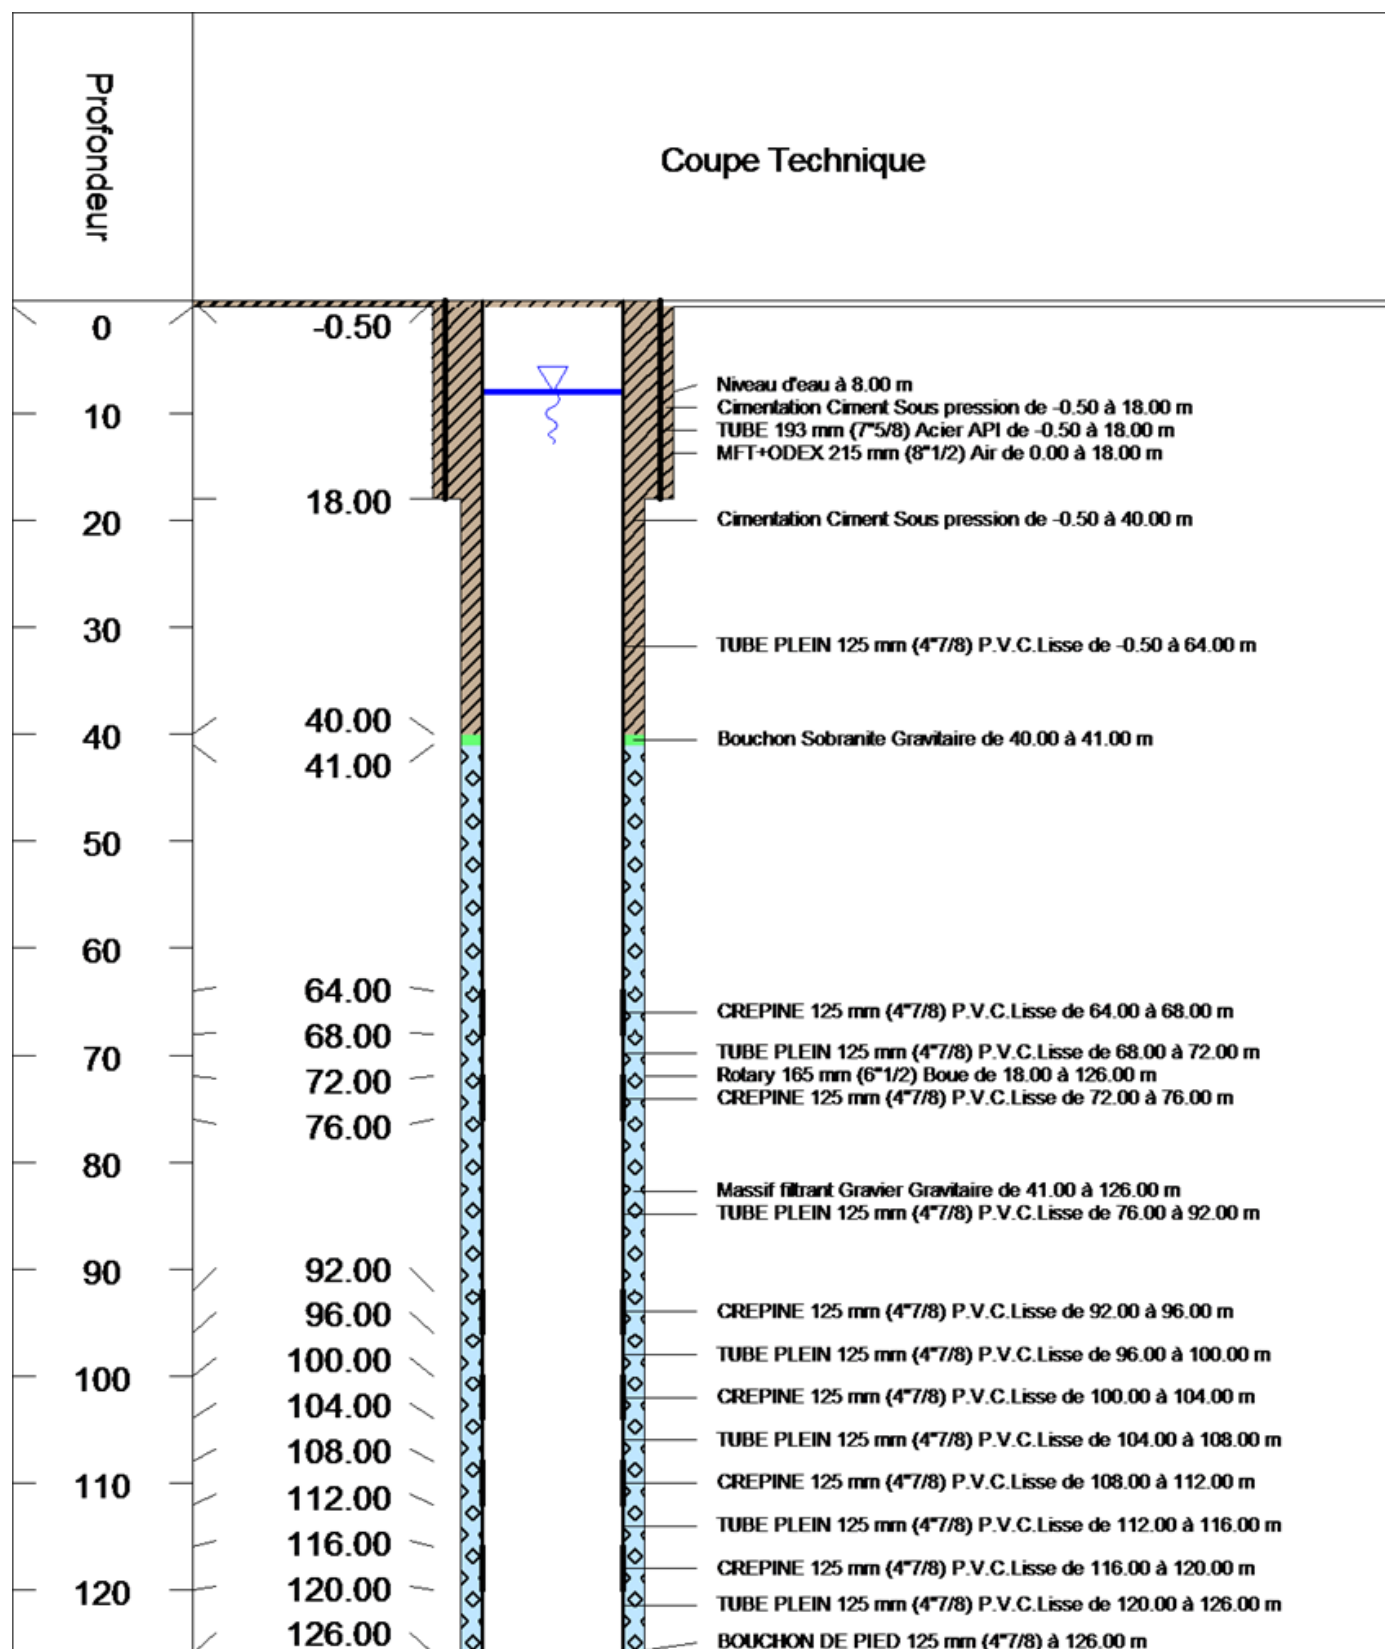 Profondeur
Coupe Technique
0
-0.50
Niveau d'eau à 8.00 m
Cimentation Ciment Sous pression de -0.50 à 18.00 m
10
TUBE 193 mm (7"5/8) Acier API de -0.50 à 18.00 m
MFT+ODEX 215 mm (8"1/2) Air de 0.00 à 18.00 m
18.00
20
Cimentation Ciment Sous pression de -0.50 à 40.00 m
30
TUBE PLEIN 125 mm (4"7/8) P.V.C.Lisse de -0.50 à 64.00 m
40.00
40
Bouchon Sobranite Gravitaire de 40.00 à 41.00 m
41.00
50
60
64.00
CREPINE 125 mm (4"7/8) P.V.C.Lisse de 64.00 à 68.00 m
68.00
70
TUBE PLEIN 125 mm (4"7/8) P.V.C.Lisse de 68.00 à 72.00 m
72.00
Rotary 165 mm (6"1/2) Boue de 18.00 à 126.00 m
CREPINE 125 mm (4"7/8) P.V.C.Lisse de 72.00 à 76.00 m
76.00
80
Massif filtrant Gravier Gravitaire de 41.00 à 126.00 m
TUBE PLEIN 125 mm (4"7/8) P.V.C.Lisse de 76.00 à 92.00 m
90
92.00
96.00
CREPINE 125 mm (4"7/8) P.V.C.Lisse de 92.00 à 96.00 m
100.00
TUBE PLEIN 125 mm (4"7/8) P.V.C.Lisse de 96.00 à 100.00 m
100
104.00
CREPINE 125 mm (4"7/8) P.V.C.Lisse de 100.00 à 104.00 m
108.00
TUBE PLEIN 125 mm (4"7/8) P.V.C.Lisse de 104.00 à 108.00 m
110
112.00
CREPINE 125 mm (4"7/8) P.V.C.Lisse de 108.00 à 112.00 m
116.00
TUBE PLEIN 125 mm (4"7/8) P.V.C.Lisse de 112.00 à 116.00 m
120
120.00
CREPINE 125 mm (4"7/8) P.V.C.Lisse de 116.00 à 120.00 m
TUBE PLEIN 125 mm (4"7/8) P.V.C.Lisse de 120.00 à 126.00 m
126.00
BOUCHON DE PIED 125 mm (4"7/8) à 126.00 m